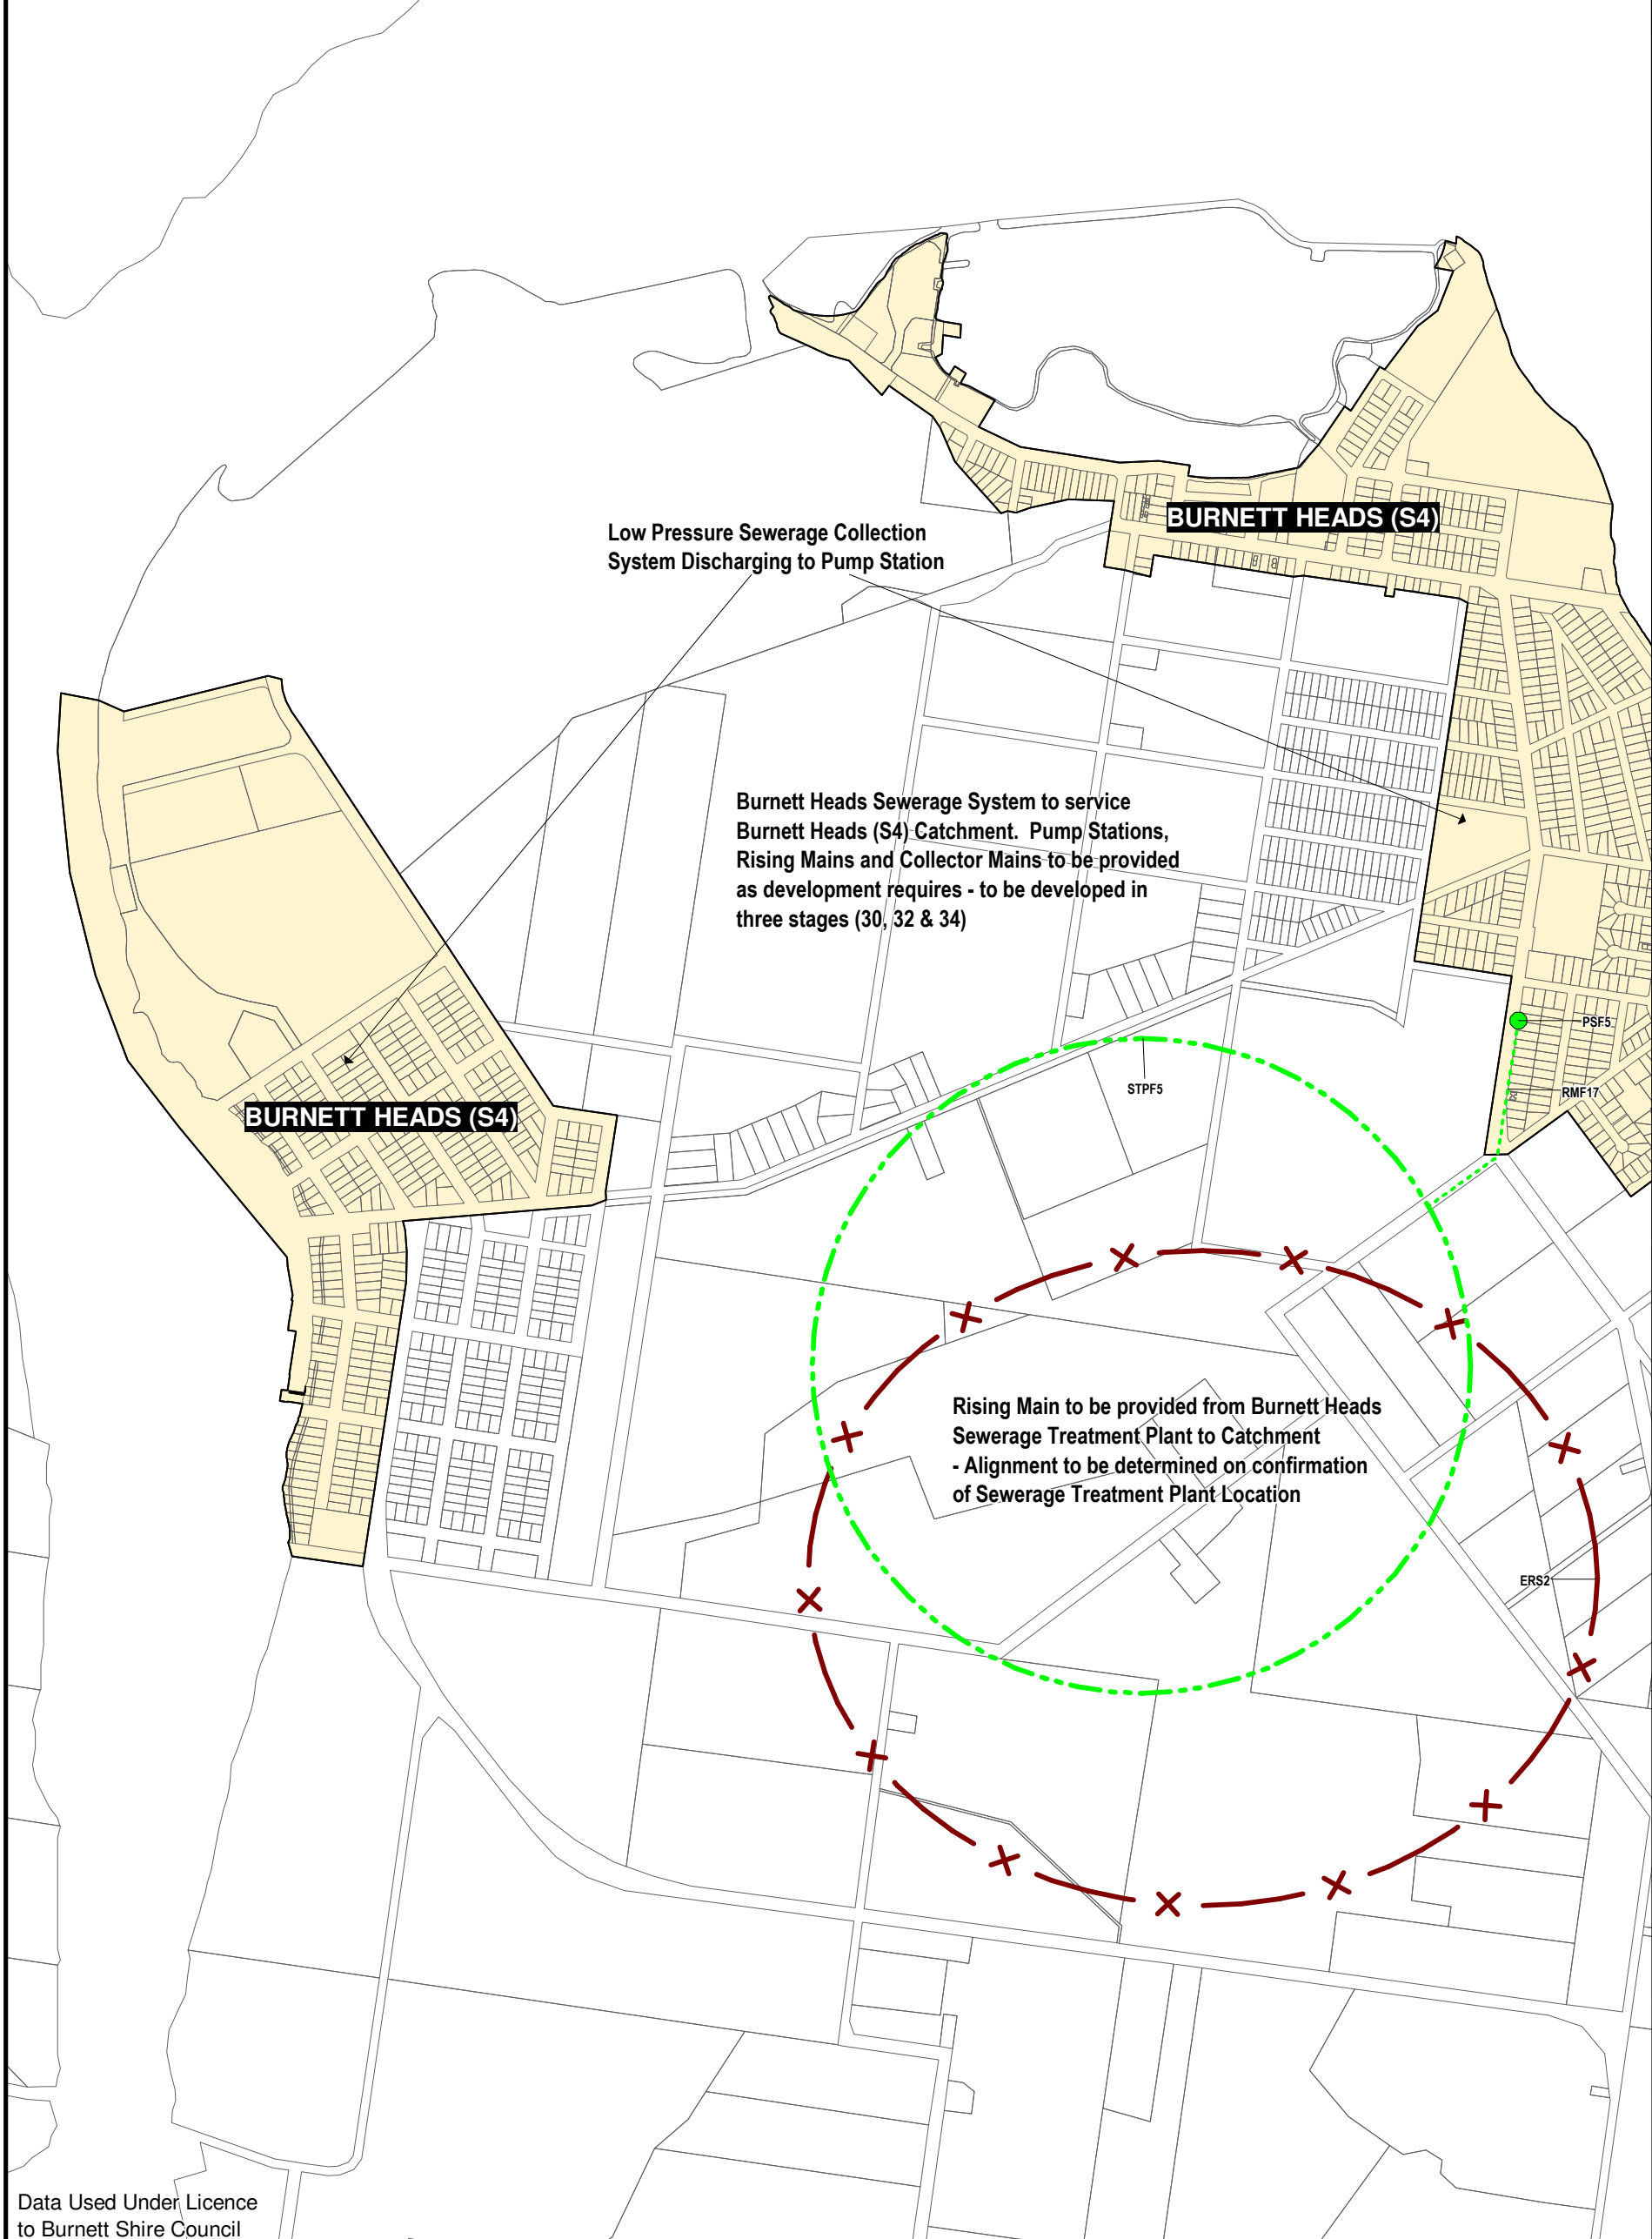 BURNETT HEADS (S4)
Low Pressure Sewerage Collection
System Discharging to Pump Station
Burnett Heads Sewerage System to service
Burnett Heads (S4) Catchment.  Pump Stations,
Rising Mains and Collector Mains to be provided
as development requires - to be developed in
three stages (30, 32 & 34)
PSF5
STPF5
RMF17
BURNETT HEADS (S4)
Rising Main to be provided from Burnett Heads
Sewerage Treatment Plant to Catchment
- Alignment to be determined on confirmation
of Sewerage Treatment Plant Location
ERS2
Data Used Under Licence
to Burnett Shire Council